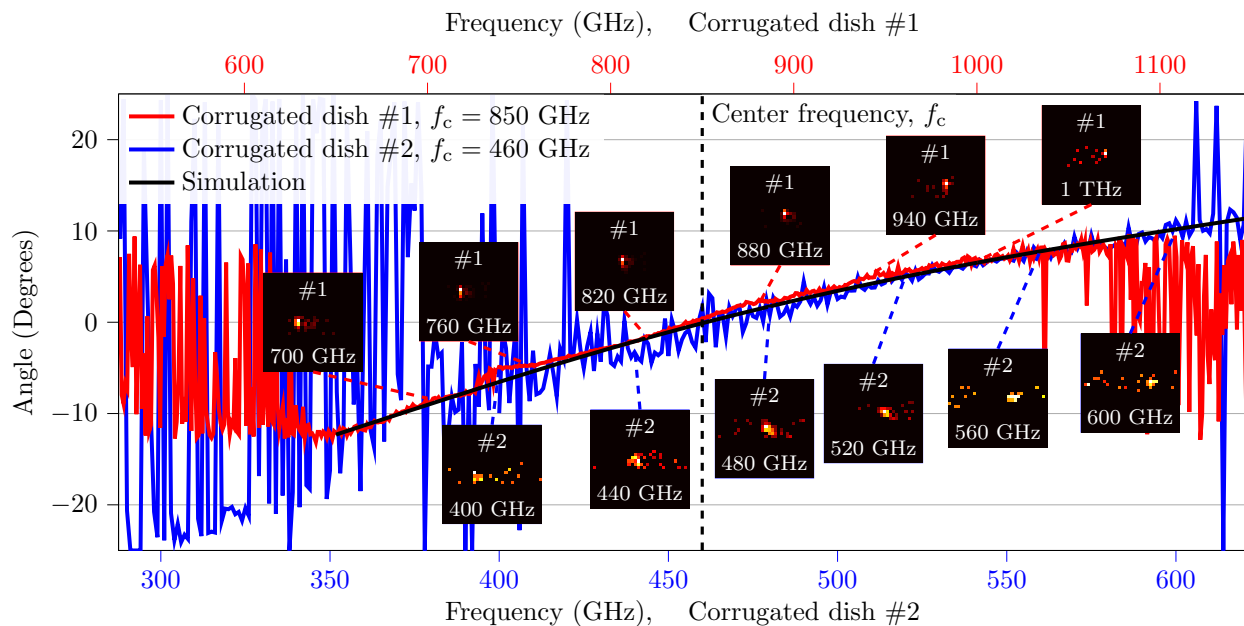 Frequency (GHz), Corrugated dish #1
600 700 800 900 1000 1100
Corrugated dish #1, fc = 850 GHz
Corrugated dish #2, fc = 460 GHz
Simulation
Center frequency, fc
Angle (Degrees)
20
10
0
−10
−20
#1
700 GHz
#1
760 GHz
#1
820 GHz
#1
880 GHz
#1
940 GHz
#1
1 THz
#2
400 GHz
#2
440 GHz
#2
480 GHz
#2
520 GHz
#2
560 GHz
#2
600 GHz
300 350 400 450 500 550 600
Frequency (GHz), Corrugated dish #2